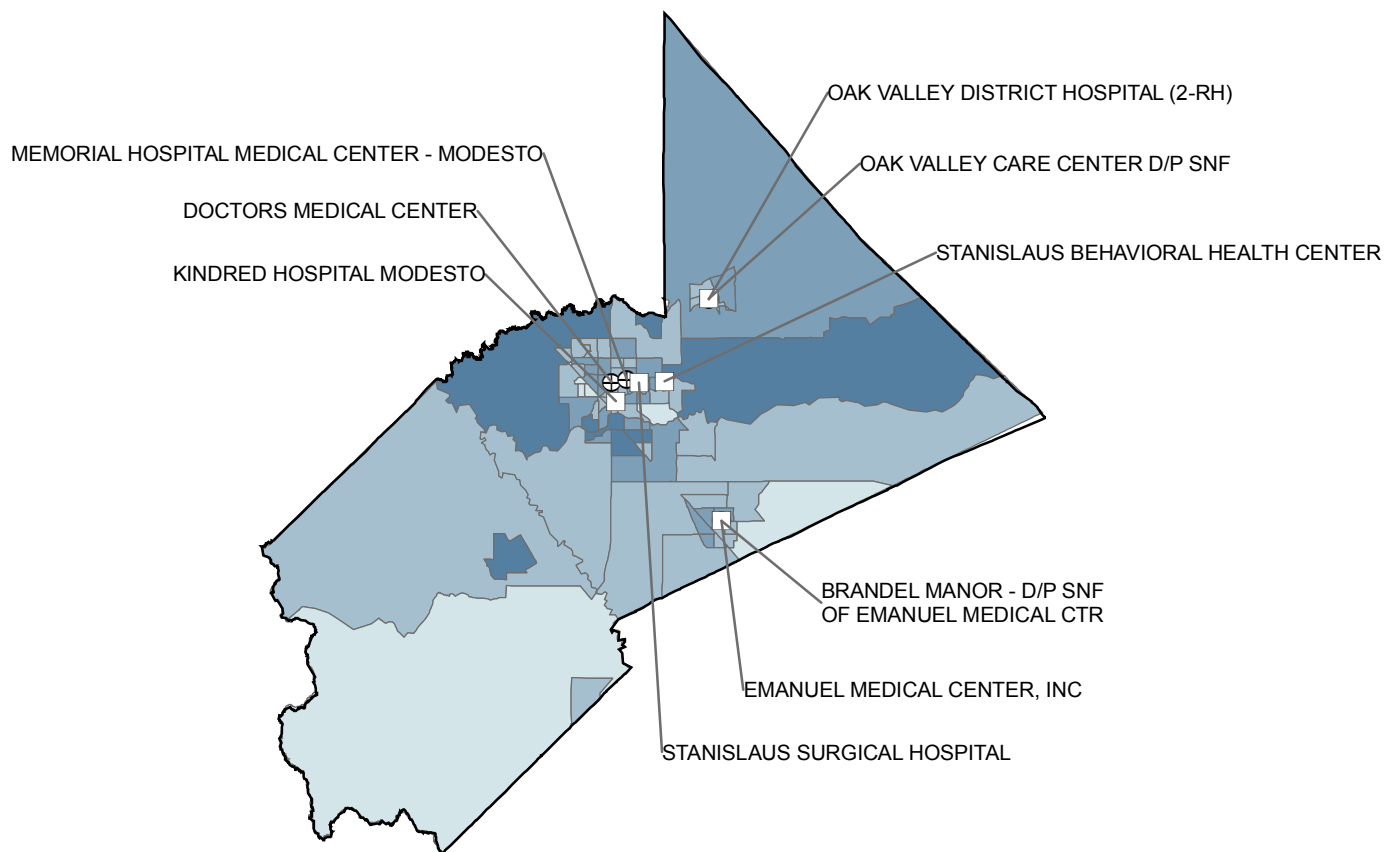 OAK VALLEY DISTRICT HOSPITAL (2-RH)
MEMORIAL HOSPITAL MEDICAL CENTER - MODESTO
OAK VALLEY CARE CENTER D/P SNF
DOCTORS MEDICAL CENTER
STANISLAUS BEHAVIORAL HEALTH CENTER
KINDRED HOSPITAL MODESTO
BRANDEL MANOR - D/P SNF
OF EMANUEL MEDICAL CTR
EMANUEL MEDICAL CENTER, INC
STANISLAUS SURGICAL HOSPITAL